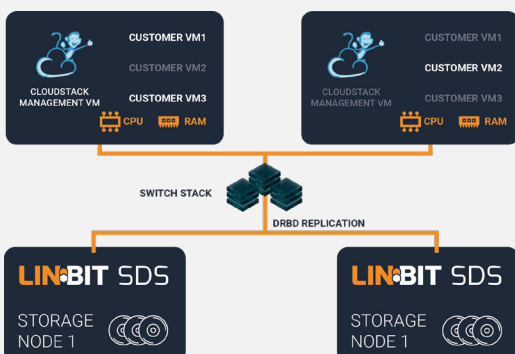 CUSTOMER VM1
CUSTOMER VM2
CLOUDSTACK
MANAGEMENT VM
CUSTOMER VM3
CPU
RAM
CUSTOMER VM1
CUSTOMER VM2
CLOUDSTACK
MANAGEMENT VM
CUSTOMER VM3
CPU
RAM
SWITCH STACK
DRBD REPLICATION
LINBIT SDS
STORAGE
NODE 1
LINBIT SDS
STORAGE
NODE 1